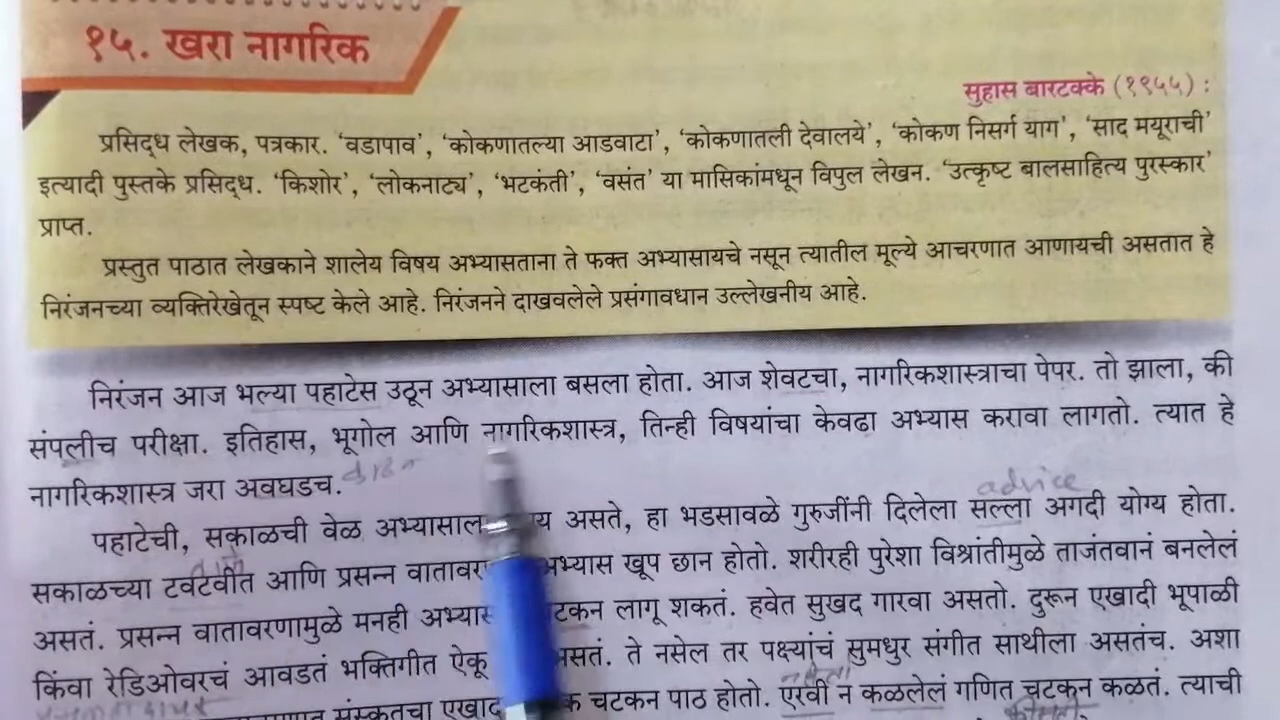 १५. खरा नागरिक
सुहास बारटक्के (१९५५) :
प्रसिद्ध लेखक, पत्रकार. ‘वडापाव’, ‘कोकणातल्या आडवाटा’, ‘कोकणातली देवालये’, ‘कोकण निसर्ग याग’, ‘साद मयूराची’
इत्यादी पुस्तके प्रसिद्ध. ‘किशोर’, ‘लोकनाट्य’, ‘भटकंती’, ‘वसंत’ या मासिकांमधून विपुल लेखन. ‘उत्कृष्ट बालसाहित्य पुरस्कार’
प्राप्त.
प्रस्तुत पाठात लेखकाने शालेय विषय अभ्यासताना ते फक्त अभ्यासायचे नसून त्यातील मूल्ये आचरणात आणायची असतात हे
निरंजनच्या व्यक्तिरेखेतून स्पष्ट केले आहे. निरंजनने दाखवलेले प्रसंगावधान उल्लेखनीय आहे.
निरंजन आज भल्या पहाटेस उठून अभ्यासाला बसला होता. आज शेवटचा, नागरिकशास्त्राचा पेपर. तो झाला, की
संपलीच परीक्षा. इतिहास, भूगोल आणि नागरिकशास्त्र, तिन्ही विषयांचा केवढा अभ्यास करावा लागतो. त्यात हे
नागरिकशास्त्र जरा अवघडच.
advice
पहाटेची, सकाळची वेळ असते, हा भडसावळे गुरुजींनी दिलेला सल्ला अगदी योग्य होता.
सकाळच्या टवटवीत आणि प्रसन्न अभ्यास खूप छान होतो. शरीरही पुरेशा विश्रांतीमुळे ताजंतवानं बनलेलं
असतं. प्रसन्न वातावरणामुळे मनही लागू शकतं. हवेत सुखद गारवा असतो. दुरून एखादी भूपाळी
किंवा रेडिओवरचं आवडतं भक्तिगीत ऐकू असतं. ते नसेल तर पक्ष्यांचं सुमधुर संगीत साथीला असतंच. अशा
संस्कृतचा चटकन पाठ होतो. एरवी न कळलेलं गणित चटकन कळतं. त्याची